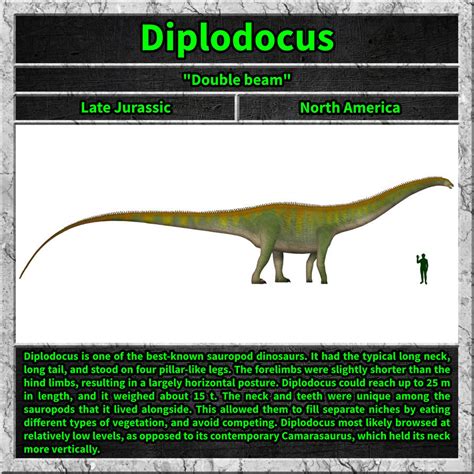 Diplodocus
"Double beam"
Late Jurassic
North America
Diplodocus is one of the best-known sauropod dinosaurs. It had the typical long neck,
long tail, and stood on four pillar-like legs. The forelimbs were slightly shorter than the
hind limbs, resulting in a largely horizontal posture. Diplodocus could reach up to 25 m
in length, and it weighed about 15 t. The neck and teeth were unique among the
sauropods that it lived alongside. This allowed them to fill separate niches by eating
different types of vegetation, and avoid competing. Diplodocus most likely browsed at
relatively low levels, as opposed to its contemporary Camarasaurus, which held its neck
more vertically.